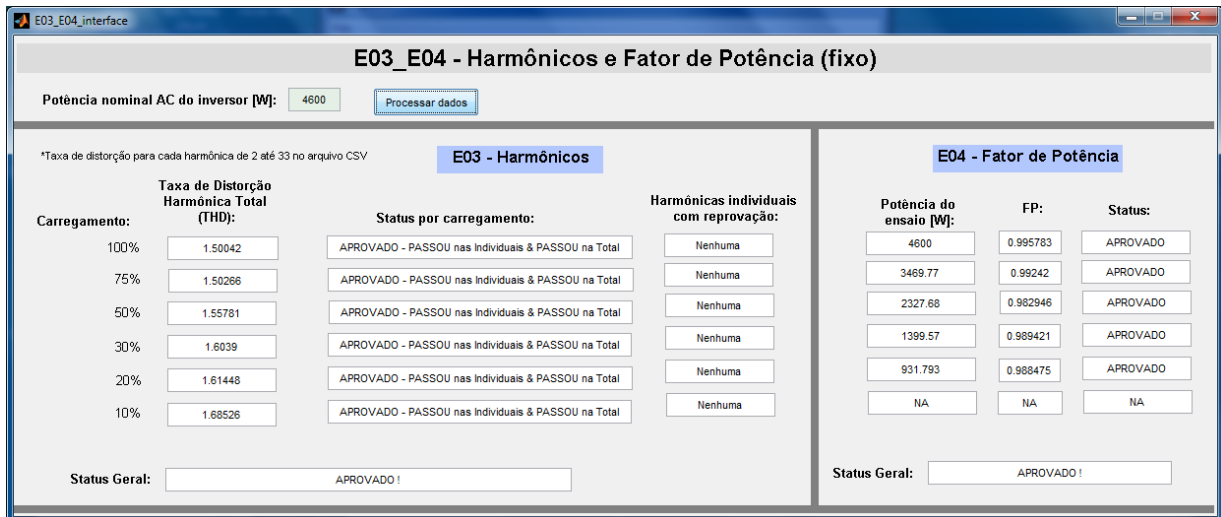 E03_E04_interface
E03_E04 - Harmônicos e Fator de Potência (fixo)
Potência nominal AC do inversor [W]: 4600 Processar dados
*Taxa de distorção para cada harmônica de 2 até 33 no arquivo CSV
E03 - Harmônicos
Carregamento:
Taxa de Distorção
Harmônica Total
(THD):
Status por carregamento:
Harmônicas individuais
com reprovação:
100% 1.50042 APROVADO - PASSOU nas Individuais & PASSOU na Total Nenhuma
75% 1.50266 APROVADO - PASSOU nas Individuais & PASSOU na Total Nenhuma
50% 1.55781 APROVADO - PASSOU nas Individuais & PASSOU na Total Nenhuma
30% 1.6039 APROVADO - PASSOU nas Individuais & PASSOU na Total Nenhuma
20% 1.61448 APROVADO - PASSOU nas Individuais & PASSOU na Total Nenhuma
10% 1.68526 APROVADO - PASSOU nas Individuais & PASSOU na Total Nenhuma
Status Geral: APROVADO !
E04 - Fator de Potência
Potência do
ensaio [W]:
FP:
Status:
4600 0.995783 APROVADO
3469.77 0.99242 APROVADO
2327.68 0.982946 APROVADO
1399.57 0.989421 APROVADO
931.793 0.988475 APROVADO
NA NA NA
Status Geral: APROVADO !